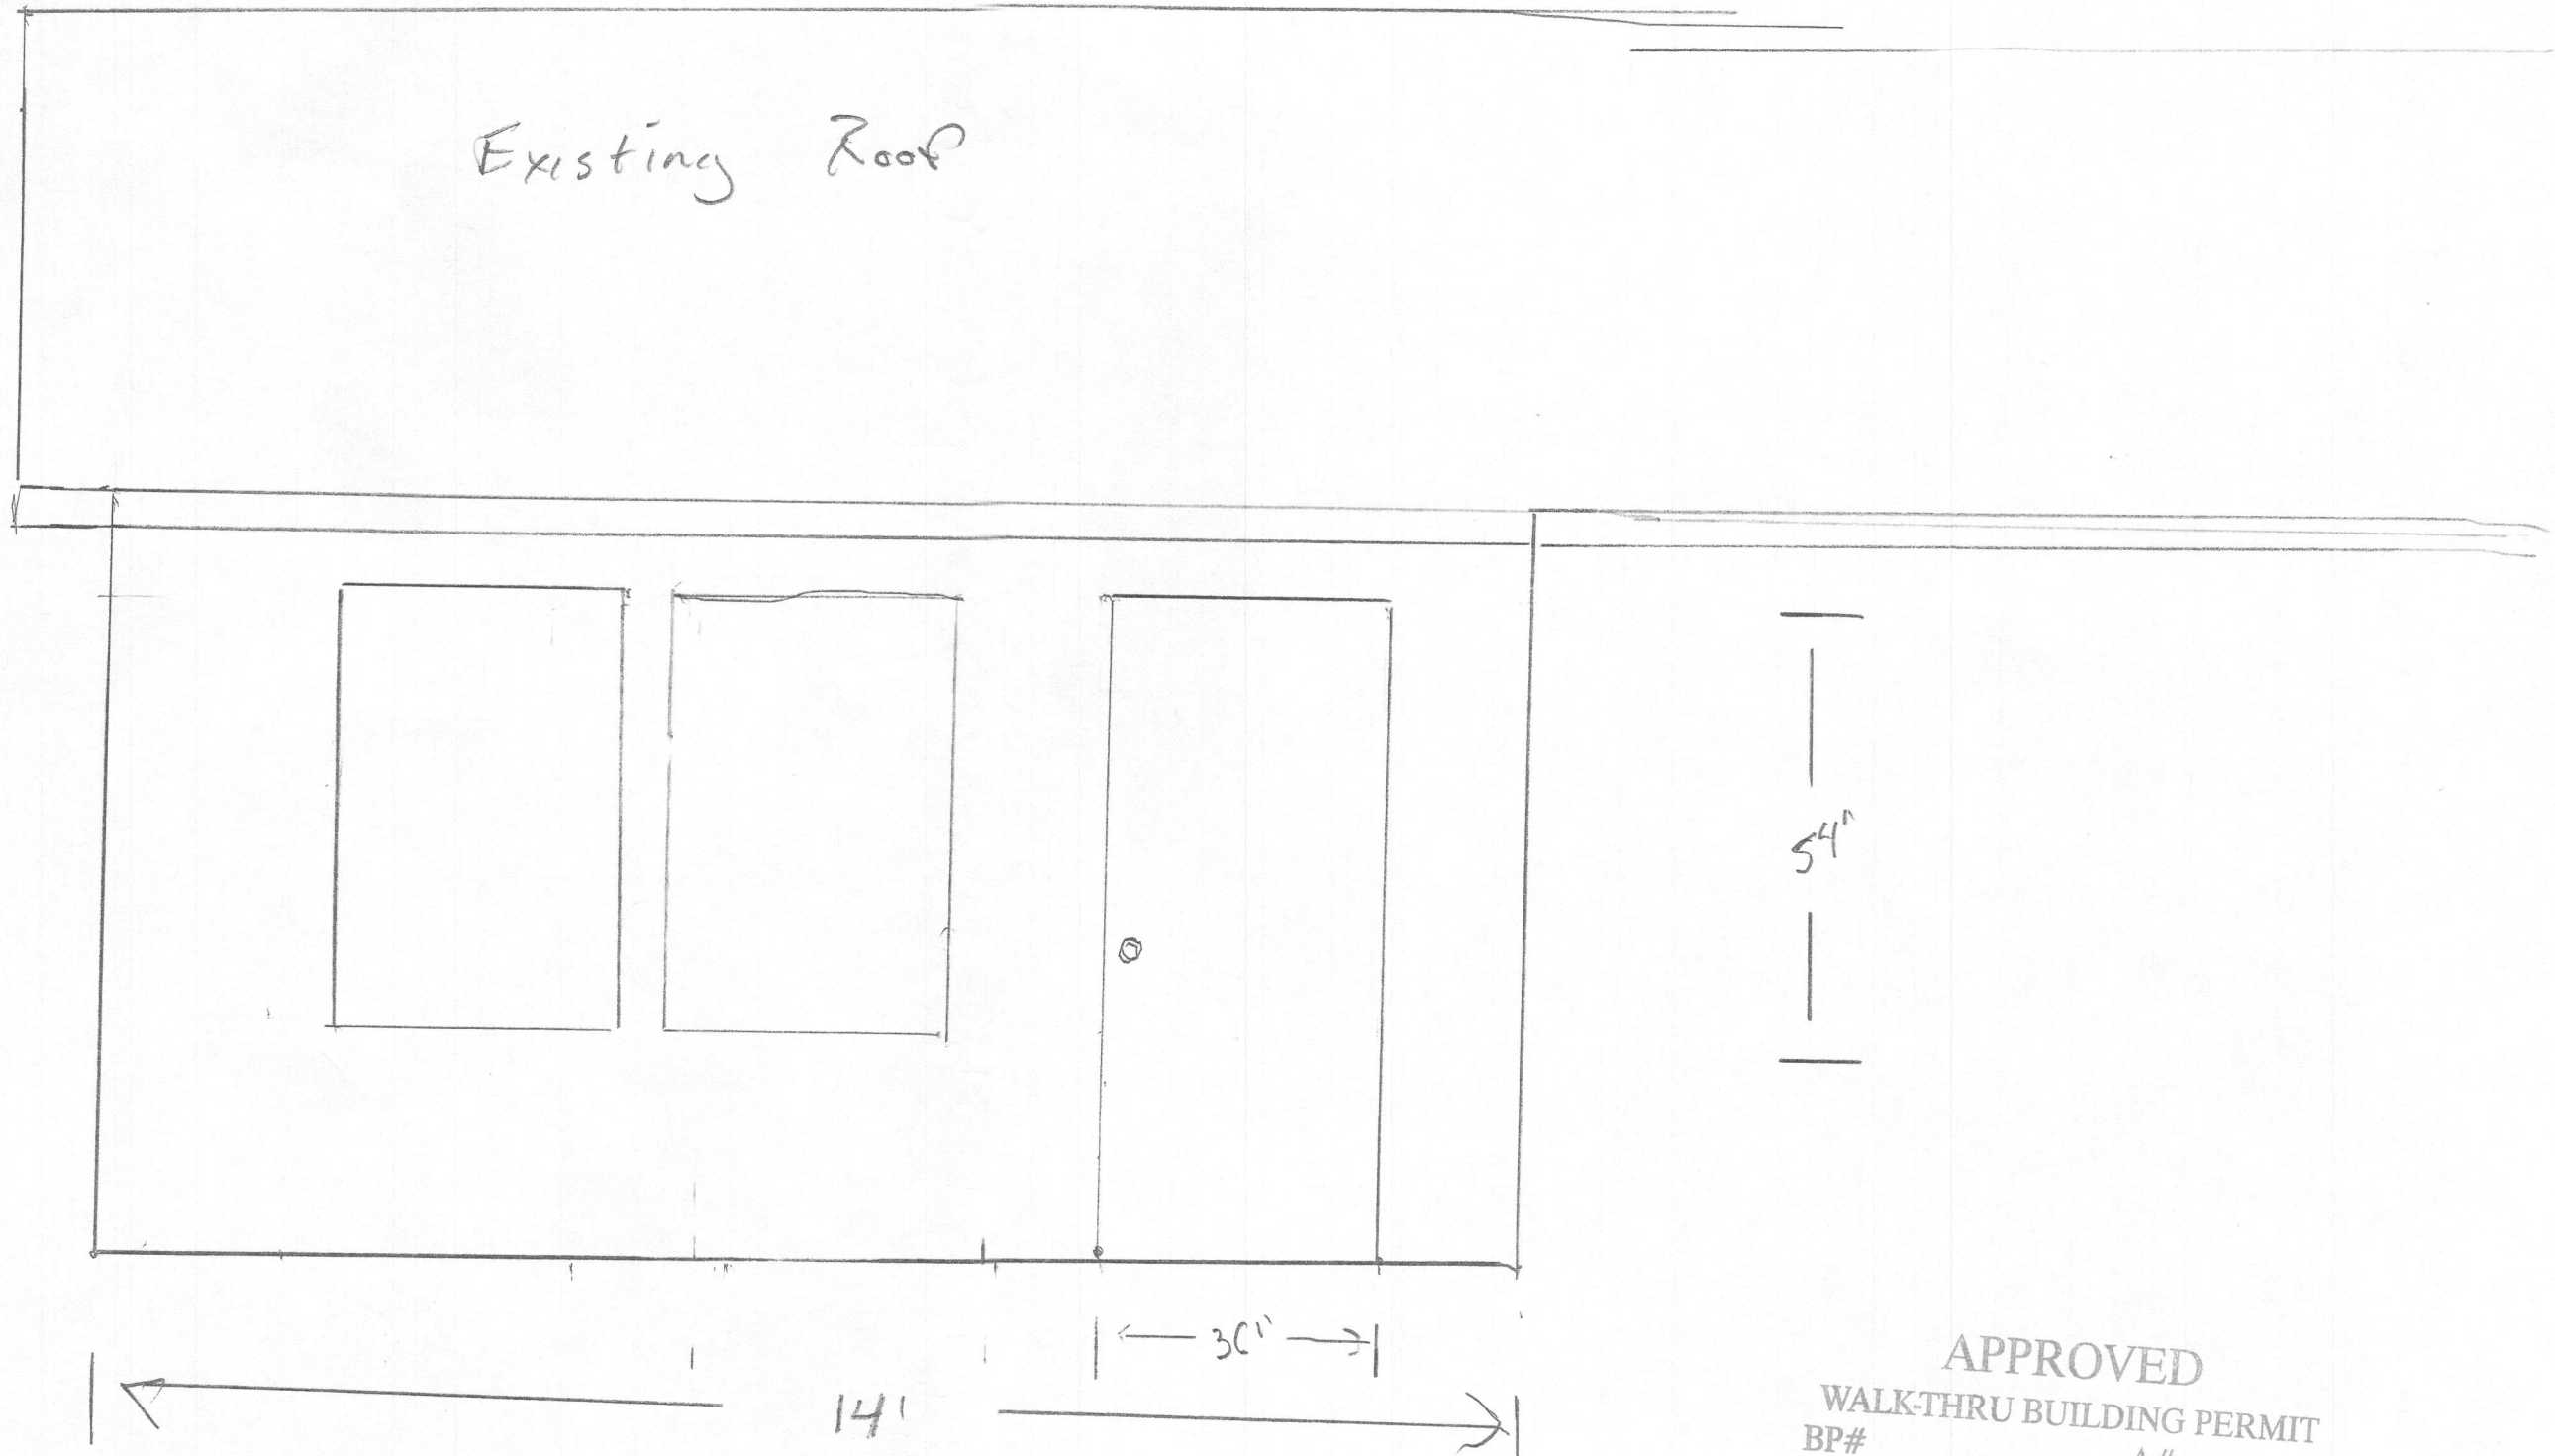 Existing Roof
54"
36"
14'
APPROVED
WALK-THRU BUILDING PERMIT
BP#